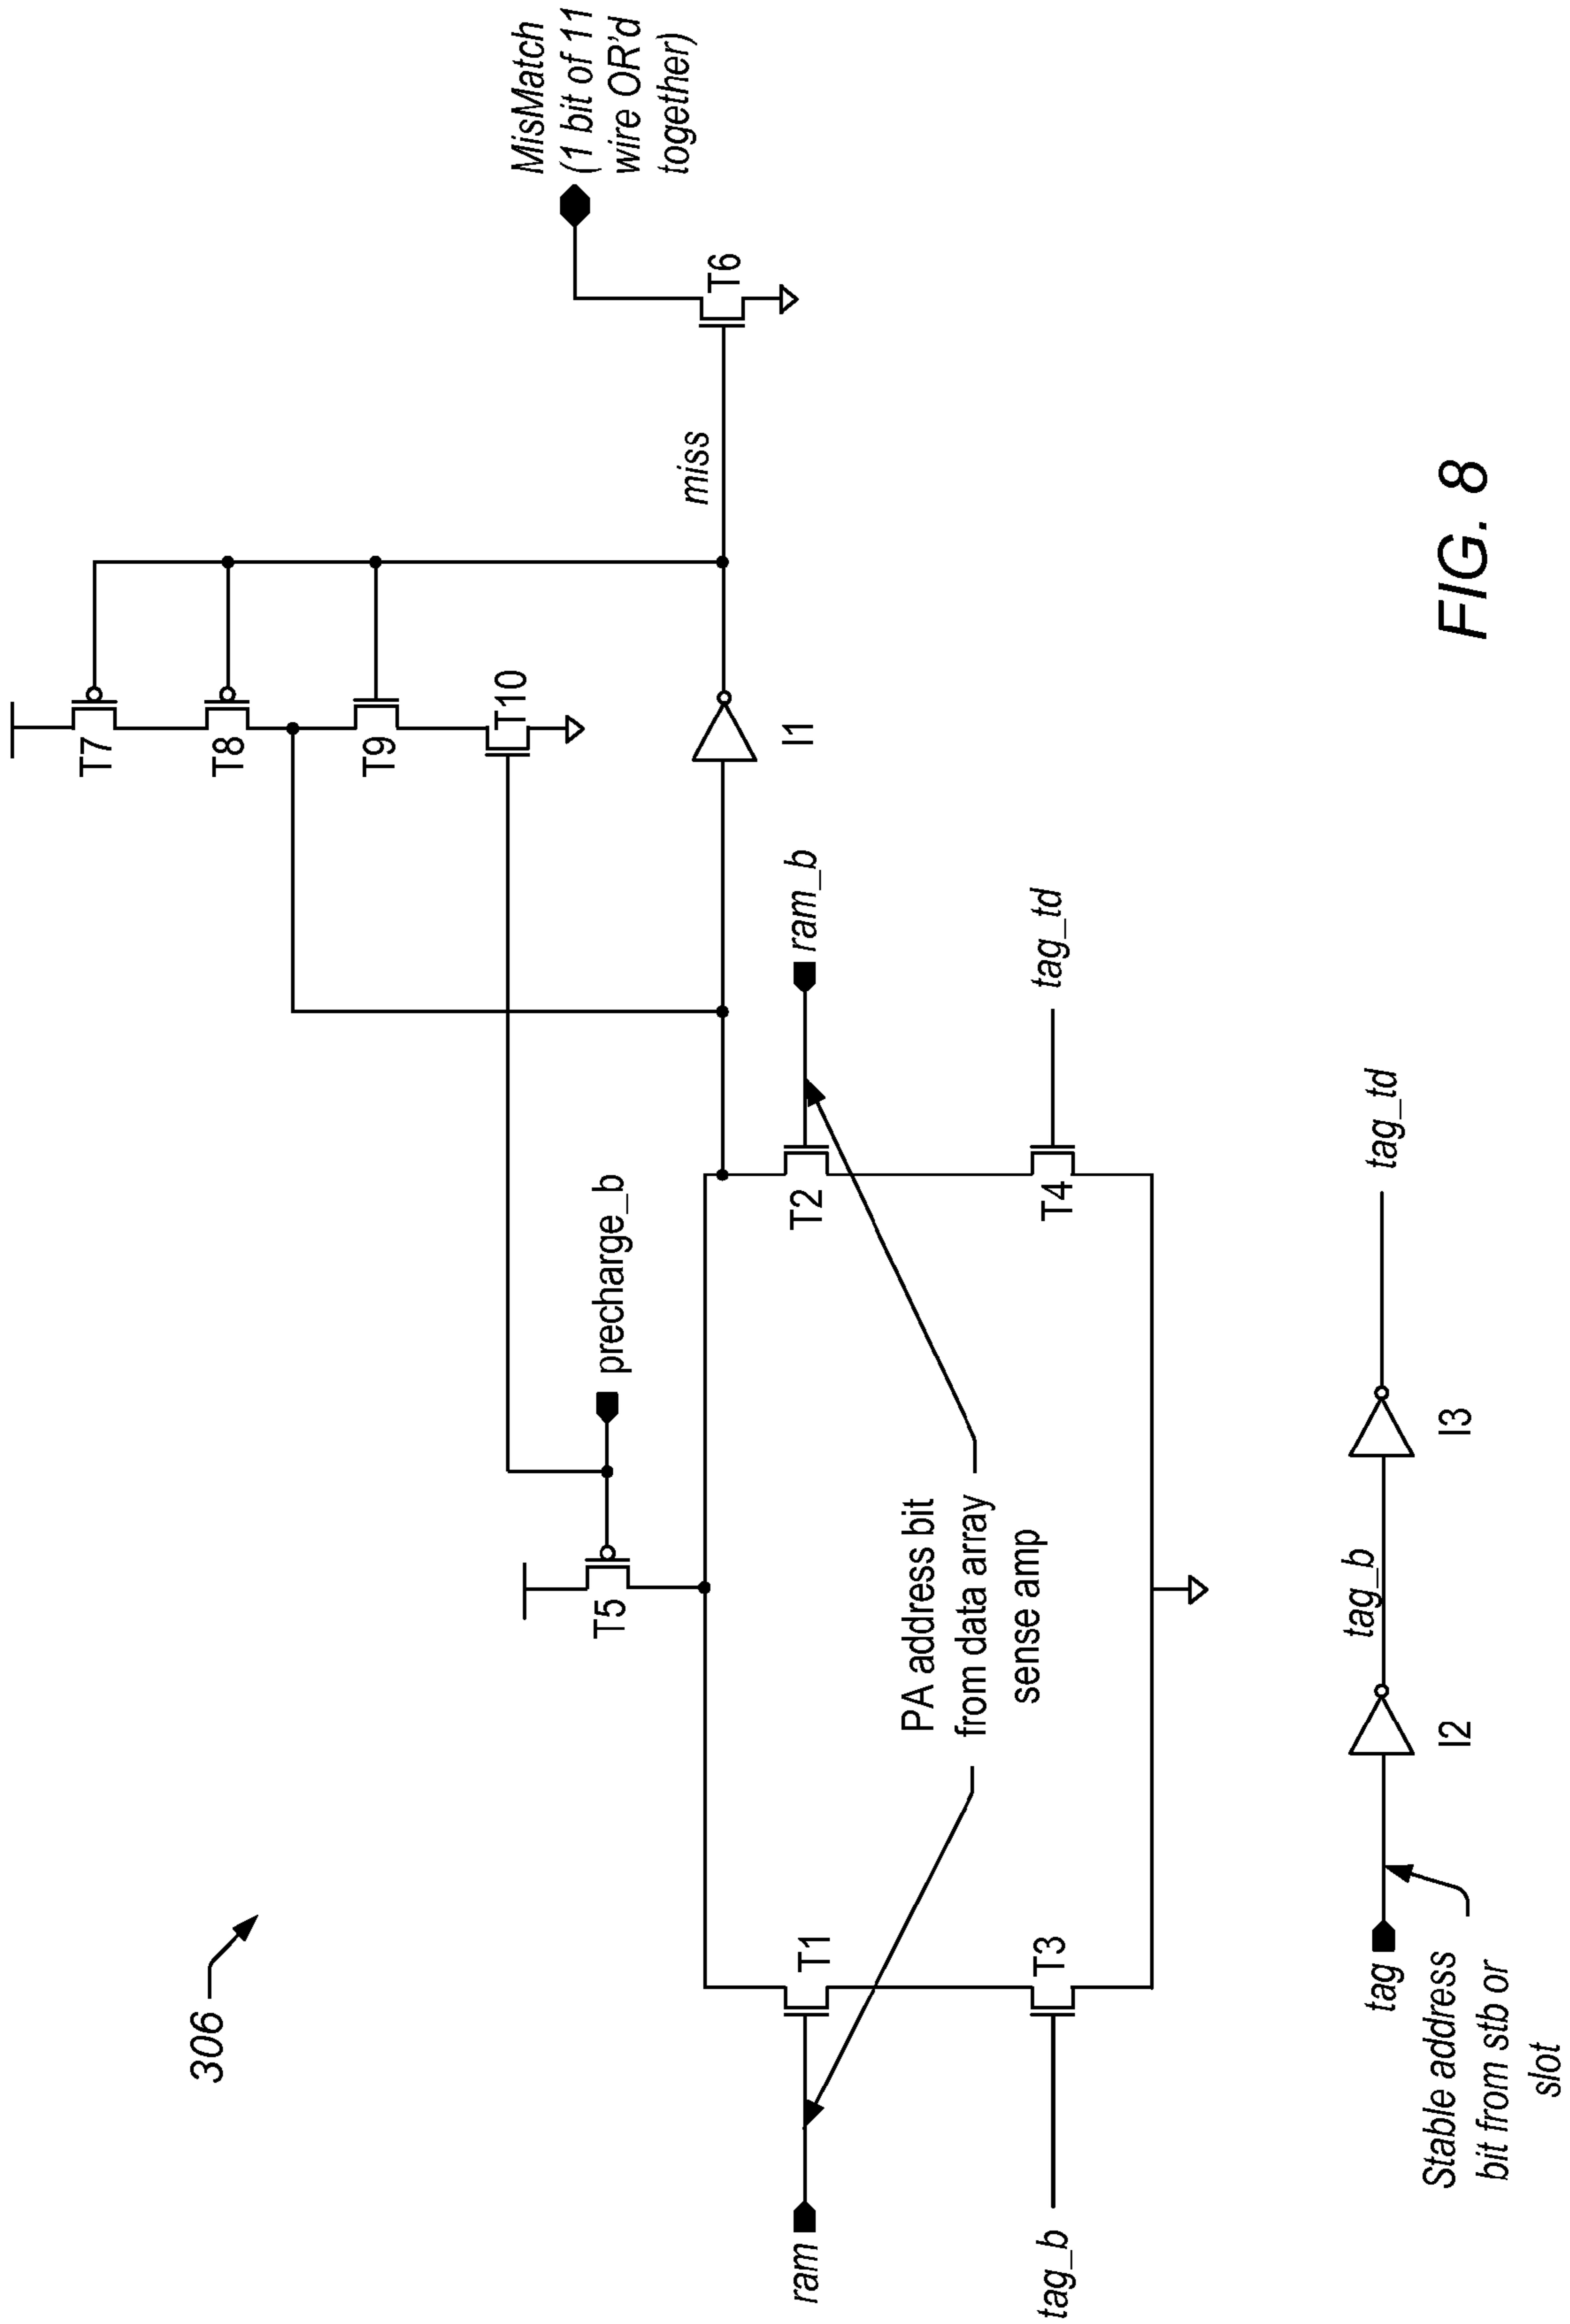 306
T7
T8
T9
T10
T5
precharge_b
I1
miss
T6
MisMatch
(1 bit of 11
wire OR'd
together)
ram
T1
T2
ram_b
PA address bit
from data array
sense amp
tag_b
T3
T4
tag_td
tag
I2
tag_b
I3
tag_td
Stable address
bit from stb or
slot
FIG. 8